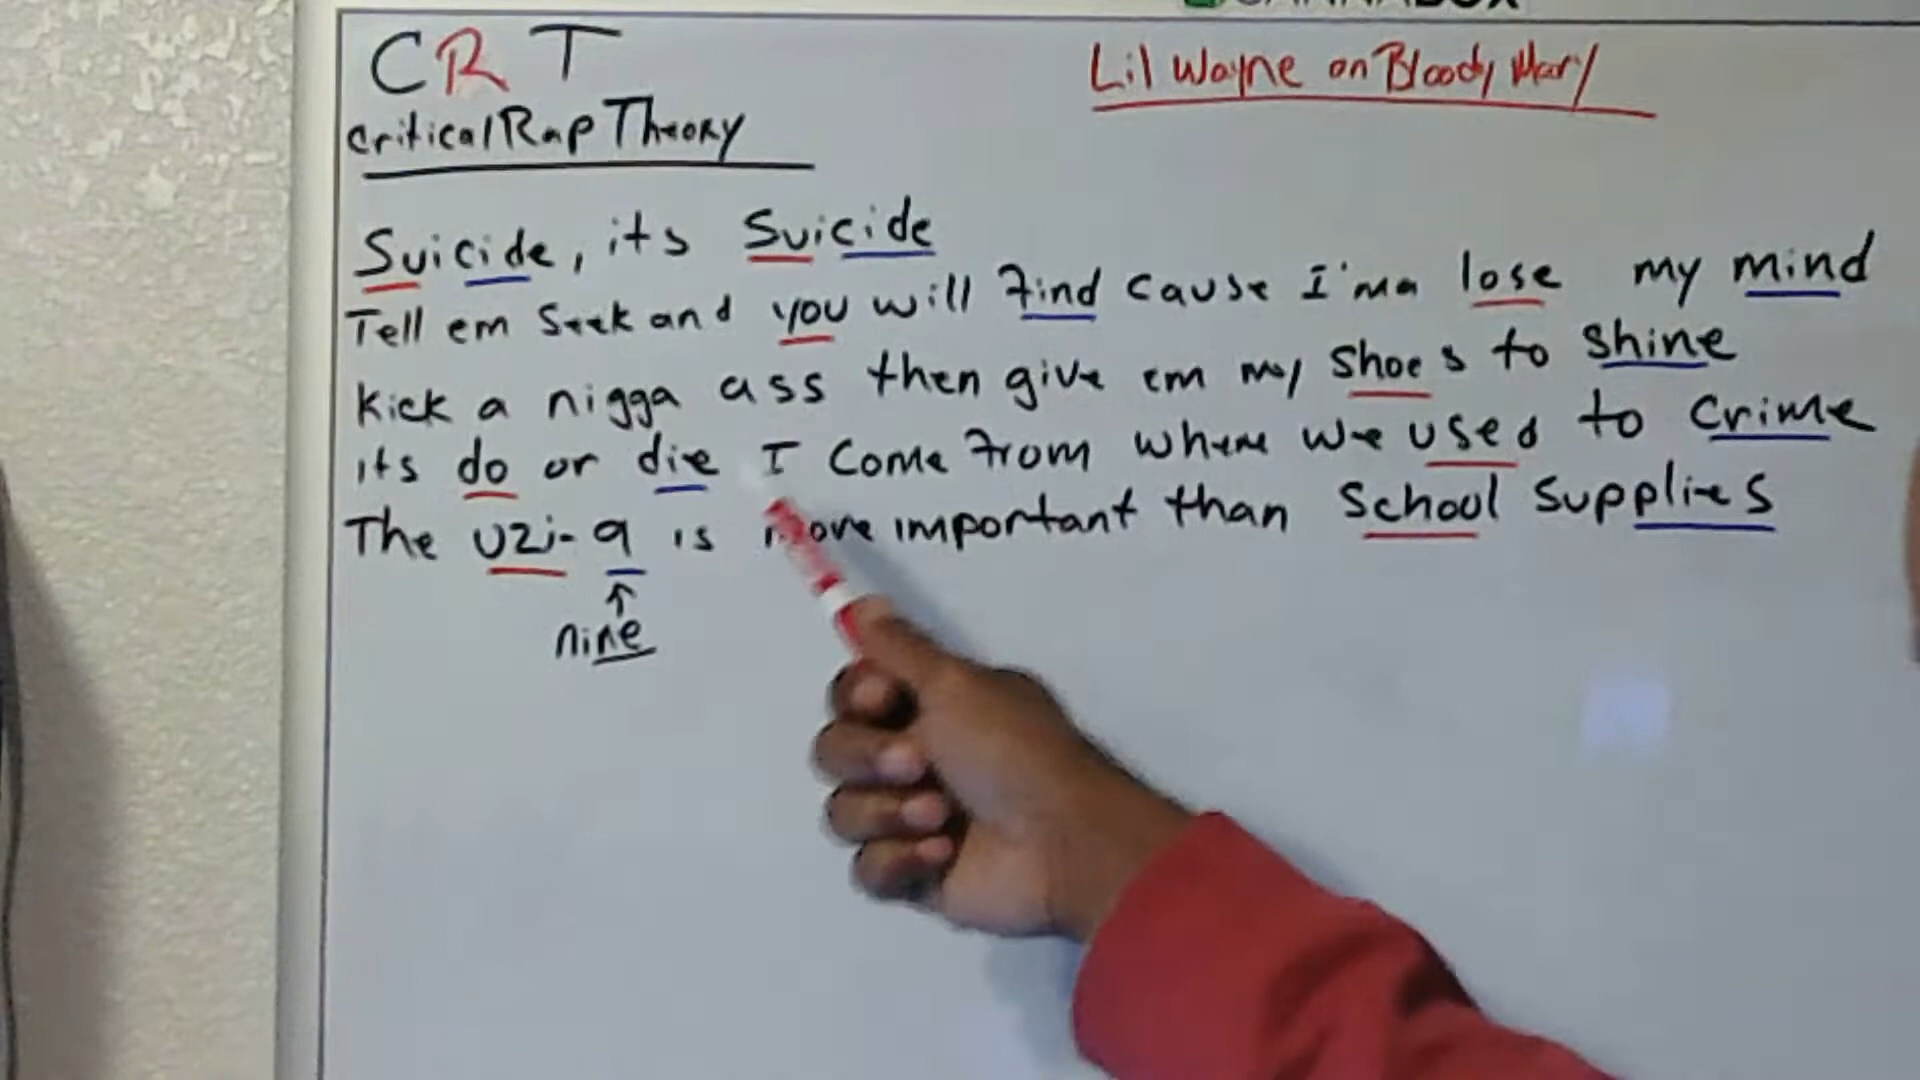 CRT
Lil Wayne on Bloody Mary
Critical Rap Theory
Suicide, its Suicide
Tell em Seek and you will find cause I'ma lose my mind
Kick a nigga ass then give em my shoes to shine
its do or die I come from where we used to crime
The uzi-9 is more important than school supplies
nine